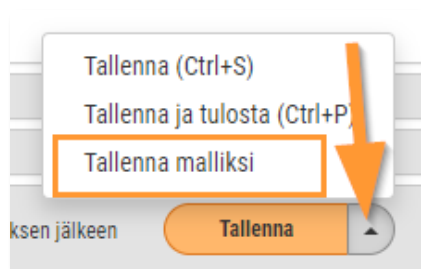 Tallenna (Ctrl+S)
Tallenna ja tulosta (Ctrl+P)
Tallenna malliksi
ksen jälkeen
Tallenna